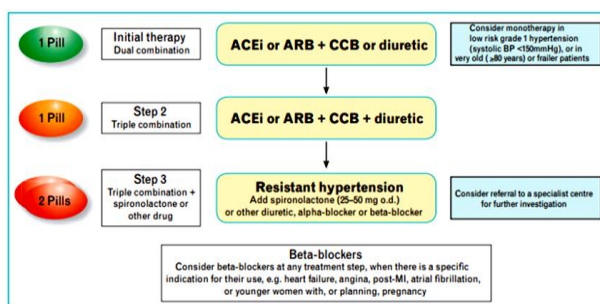 1 Pill
Initial therapy
Dual combination
ACEi or ARB + CCB or diuretic
Consider monotherapy in
low risk grade 1 hypertension
(systolic BP <150mmHg), or in
very old (≥80 years) or frailer patients
1 Pill
Step 2
Triple combination
ACEi or ARB + CCB + diuretic
2 Pills
Step 3
Triple combination +
spironolactone or
other drug
Resistant hypertension
Add spironolactone (25–50 mg o.d.)
or other diuretic, alpha-blocker or beta-blocker
Consider referral to a specialist centre
for further investigation
Beta-blockers
Consider beta-blockers at any treatment step, when there is a specific
indication for their use, e.g. heart failure, angina, post-MI, atrial fibrillation,
or younger women with, or planning, pregnancy